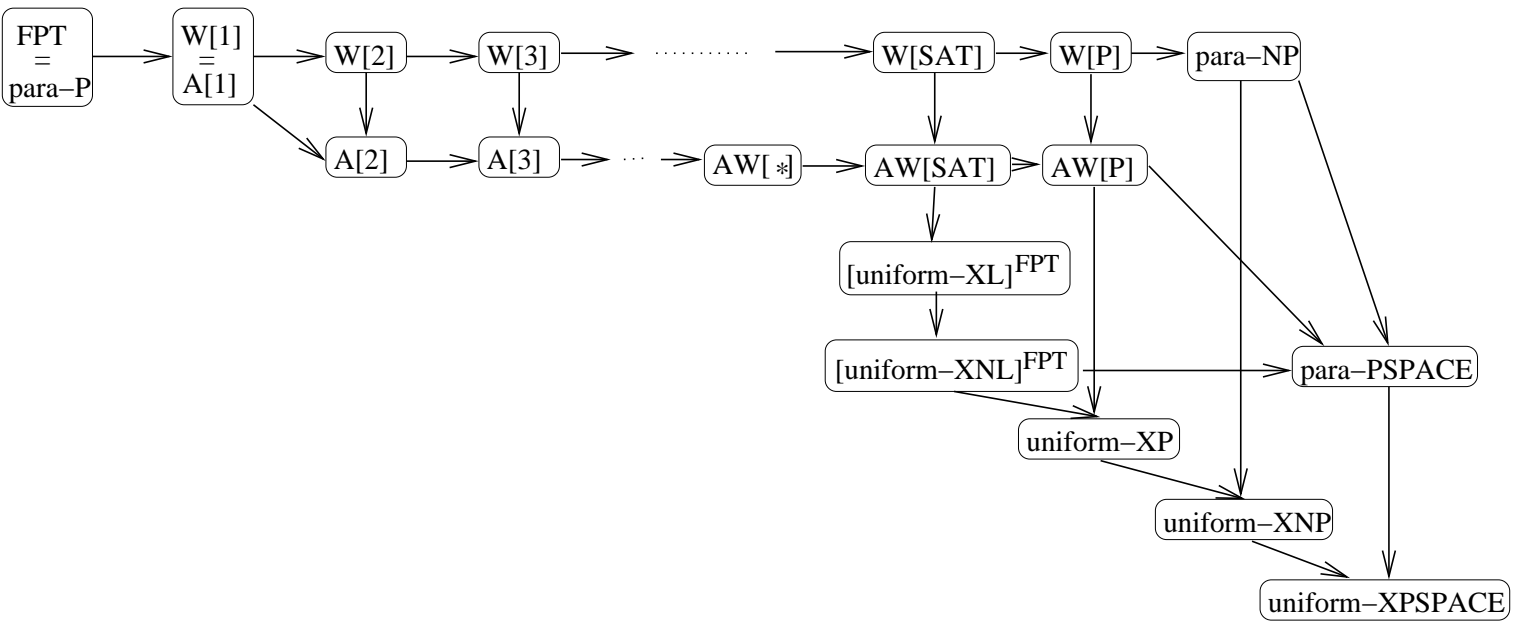 FPT
=
para–P
W[1]
=
A[1]
W[2]
W[3]
...........
W[SAT]
W[P]
para–NP
A[2]
A[3]
...
AW[*]
AW[SAT]
AW[P]
[uniform–XL]^FPT
[uniform–XNL]^FPT
para–PSPACE
uniform–XP
uniform–XNP
uniform–XPSPACE